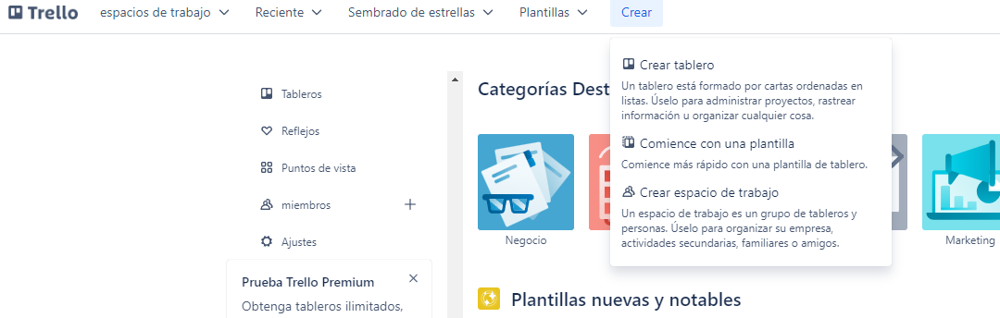 Trello espacios de trabajo Reciente Sembrado de estrellas Plantillas Crear
Tableros
Reflejos
Puntos de vista
miembros
Ajustes
Prueba Trello Premium
Obtenga tableros ilimitados,
Categorías Dest
Negocio
Marketing
Crear tablero
Un tablero está formado por cartas ordenadas en
listas. Úselo para administrar proyectos, rastrear
información u organizar cualquier cosa.
Comience con una plantilla
Comience más rápido con una plantilla de tablero.
Crear espacio de trabajo
Un espacio de trabajo es un grupo de tableros y
personas. Úselo para organizar su empresa,
actividades secundarias, familiares o amigos.
Plantillas nuevas y notables